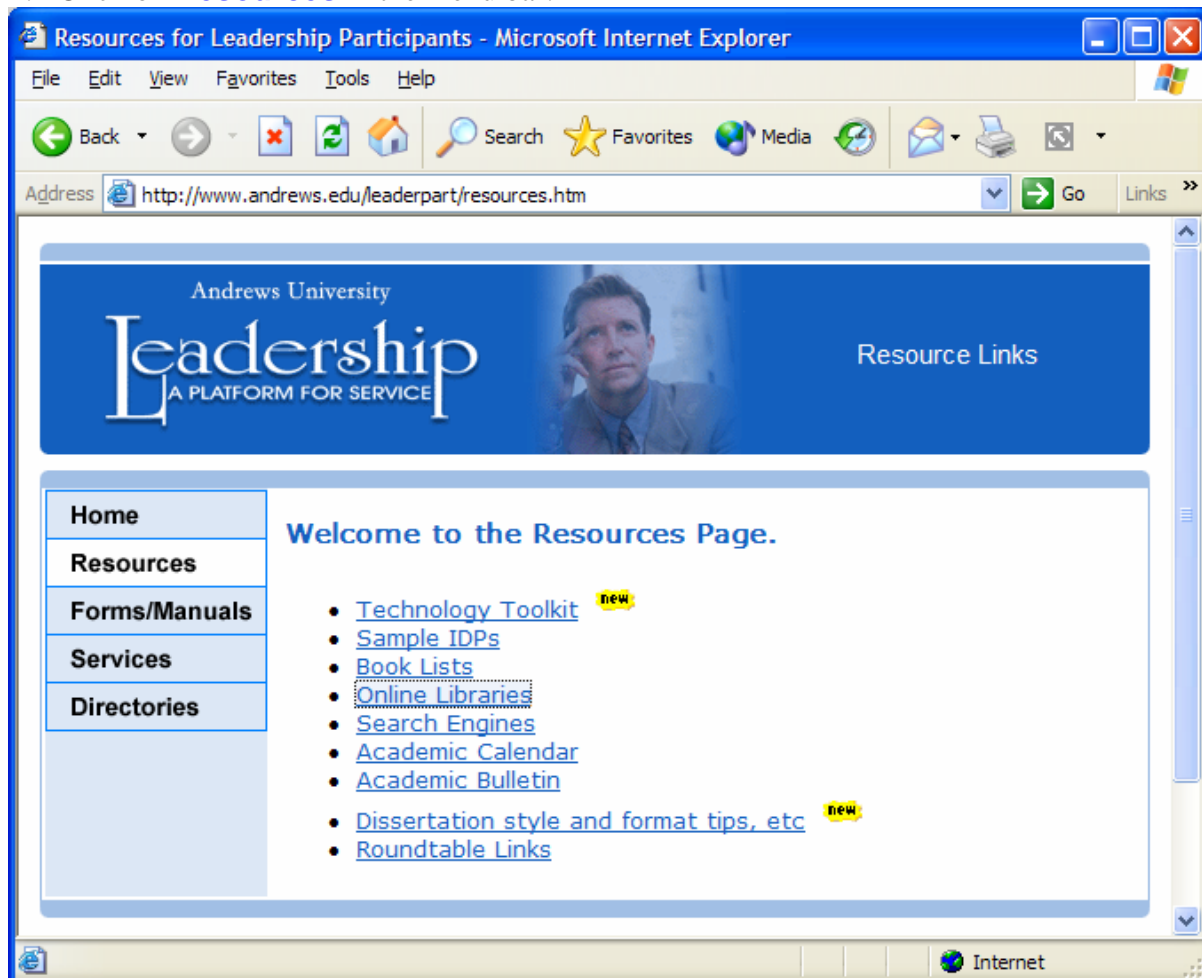 Resources for Leadership Participants - Microsoft Internet Explorer
File Edit View Favorites Tools Help
Back Search Favorites Media
Address http://www.andrews.edu/leaderpart/resources.htm Go Links »
Andrews University
Leadership
A PLATFORM FOR SERVICE
Resource Links
Home
Resources
Forms/Manuals
Services
Directories
Welcome to the Resources Page.
• Technology Toolkit new
• Sample IDPs
• Book Lists
• Online Libraries
• Search Engines
• Academic Calendar
• Academic Bulletin
• Dissertation style and format tips, etc new
• Roundtable Links
Internet